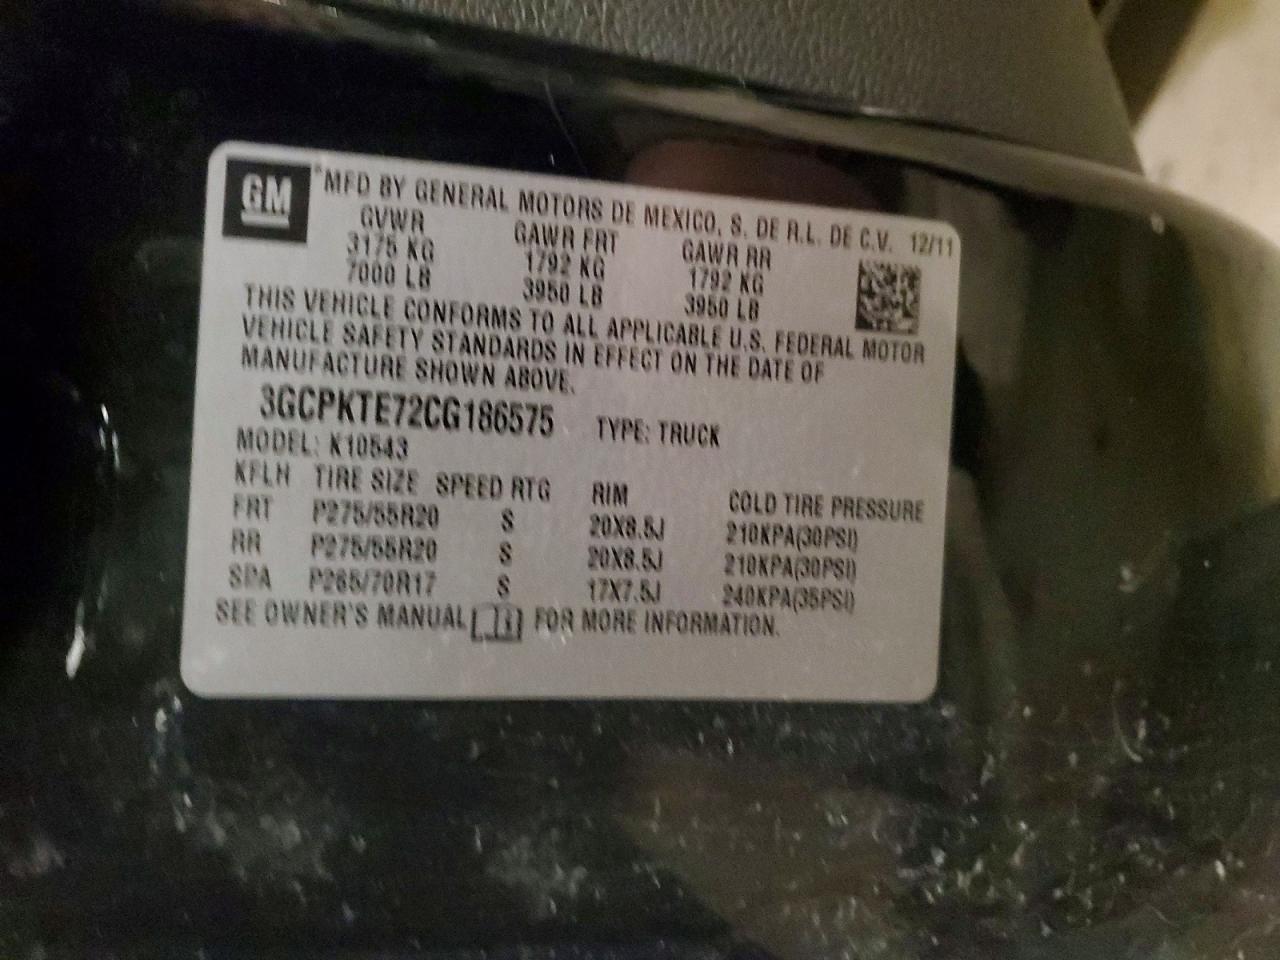 GM
*MFD BY GENERAL MOTORS DE MEXICO, S. DE R.L. DE C.V. 12/11
GVWR GAWR FRT GAWR RR
3175 KG 1792 KG 1792 KG
7000 LB 3950 LB 3950 LB
THIS VEHICLE CONFORMS TO ALL APPLICABLE U.S. FEDERAL MOTOR
VEHICLE SAFETY STANDARDS IN EFFECT ON THE DATE OF
MANUFACTURE SHOWN ABOVE.
3GCPKTE72CG186575 TYPE: TRUCK
MODEL: K10543
KFLH TIRE SIZE SPEED RTG RIM COLD TIRE PRESSURE
FRT P275/55R20 S 20X8.5J 210KPA(30PSI)
RR P275/55R20 S 20X8.5J 210KPA(30PSI)
SPA P265/70R17 S 17X7.5J 240KPA(35PSI)
SEE OWNER'S MANUAL FOR MORE INFORMATION.